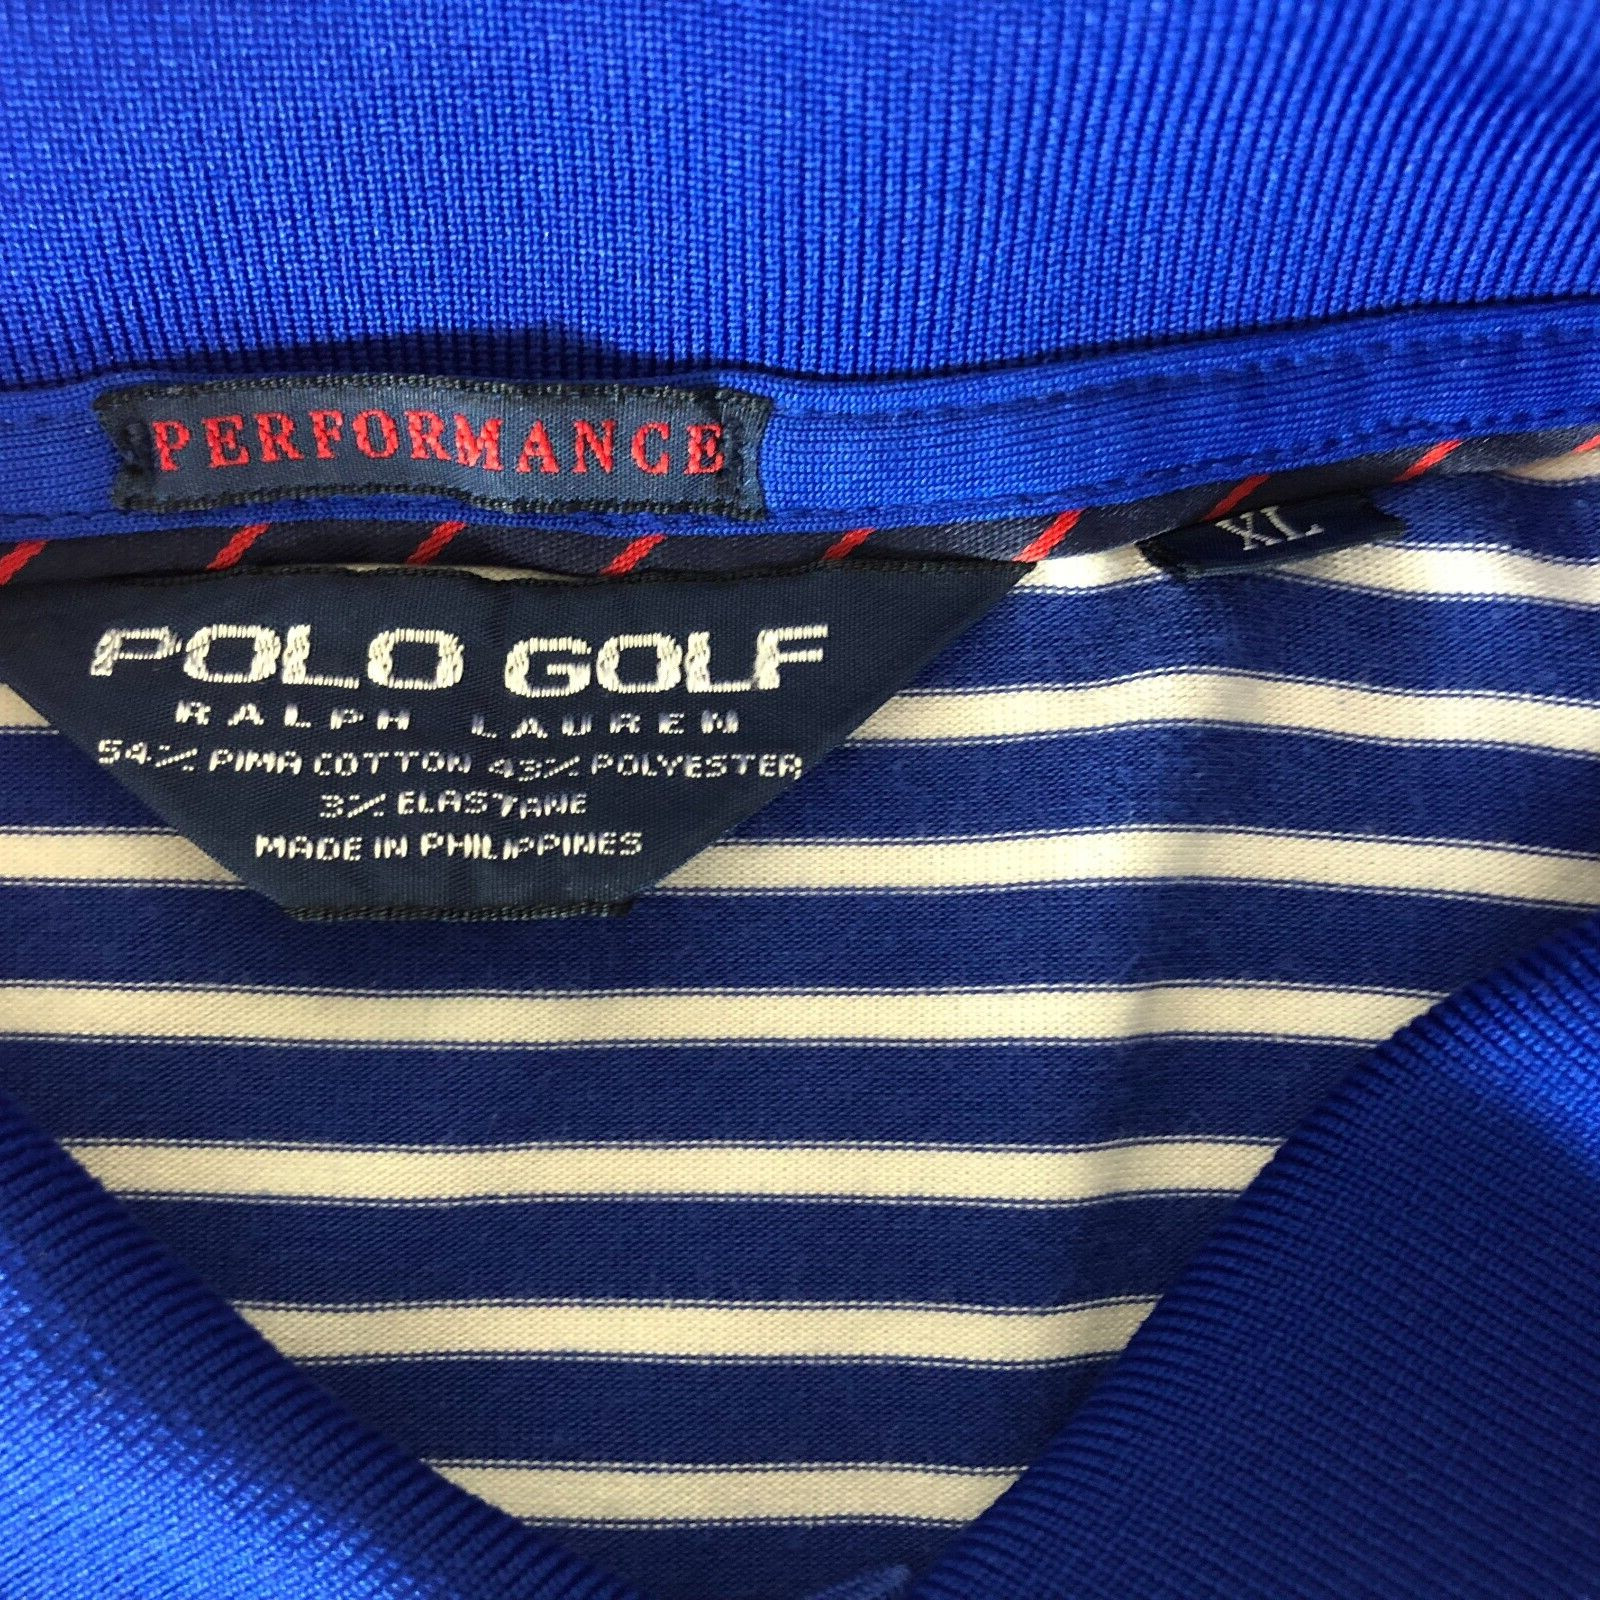 PERFORMANCE
XL
POLO GOLF
RALPH LAUREN
54% PIMA COTTON 43% POLYESTER
3% ELASTANE
MADE IN PHILIPPINES